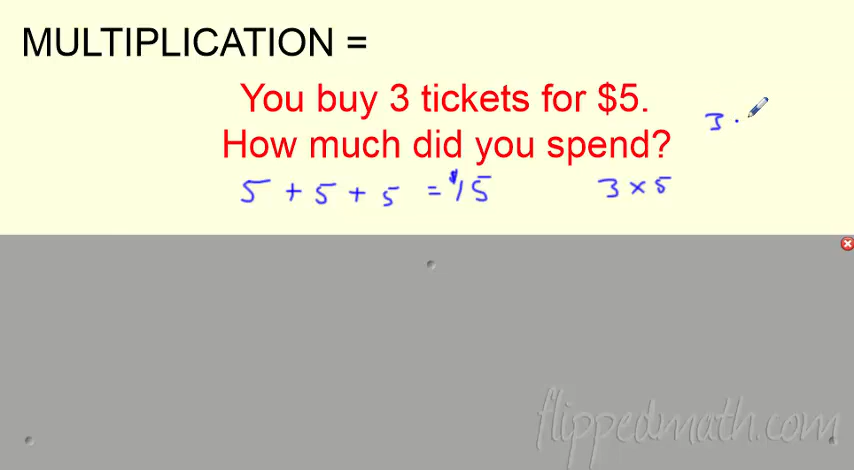 MULTIPLICATION =
You buy 3 tickets for $5.
How much did you spend?
3 ·
5 + 5 + 5 = $15
3 × 5
flippedmath.com